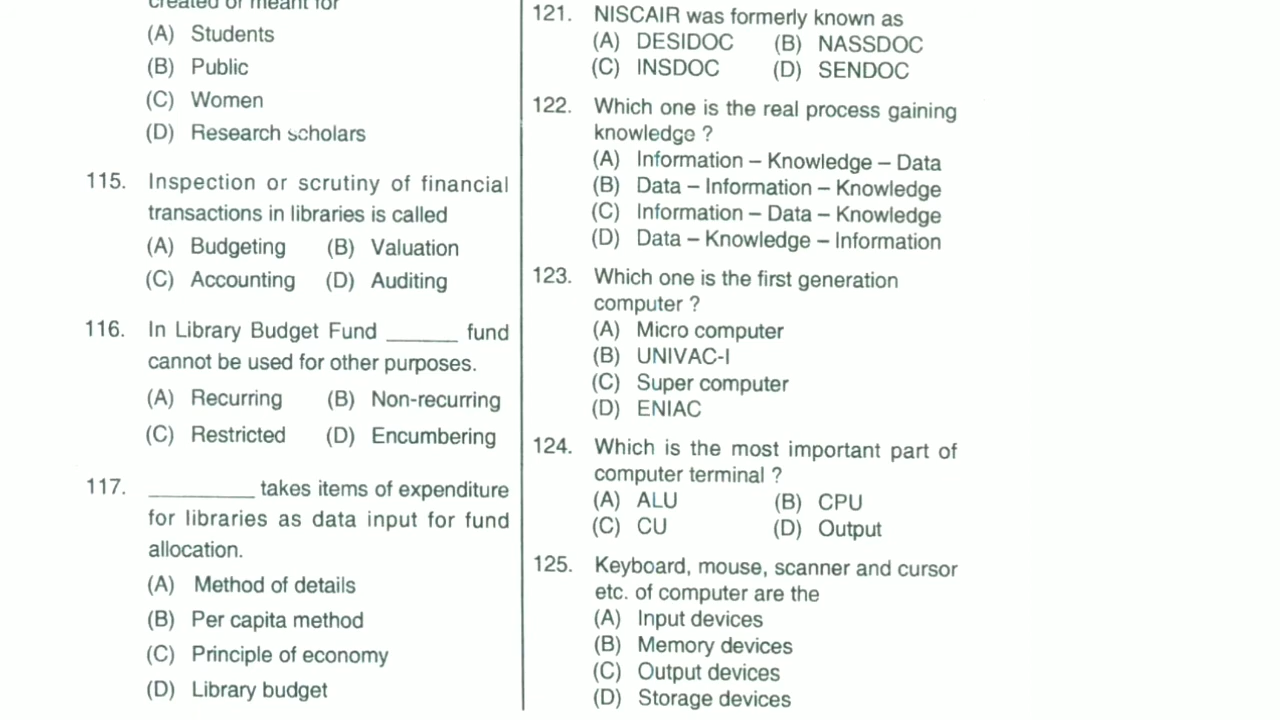 created or meant for
(A) Students
(B) Public
(C) Women
(D) Research scholars
115. Inspection or scrutiny of financial
transactions in libraries is called
(A) Budgeting (B) Valuation
(C) Accounting (D) Auditing
116. In Library Budget Fund ______ fund
cannot be used for other purposes.
(A) Recurring (B) Non-recurring
(C) Restricted (D) Encumbering
117. _________ takes items of expenditure
for libraries as data input for fund
allocation.
(A) Method of details
(B) Per capita method
(C) Principle of economy
(D) Library budget
121. NISCAIR was formerly known as
(A) DESIDOC (B) NASSDOC
(C) INSDOC (D) SENDOC
122. Which one is the real process gaining
knowledge ?
(A) Information – Knowledge – Data
(B) Data – Information – Knowledge
(C) Information – Data – Knowledge
(D) Data – Knowledge – Information
123. Which one is the first generation
computer ?
(A) Micro computer
(B) UNIVAC-I
(C) Super computer
(D) ENIAC
124. Which is the most important part of
computer terminal ?
(A) ALU (B) CPU
(C) CU (D) Output
125. Keyboard, mouse, scanner and cursor
etc. of computer are the
(A) Input devices
(B) Memory devices
(C) Output devices
(D) Storage devices